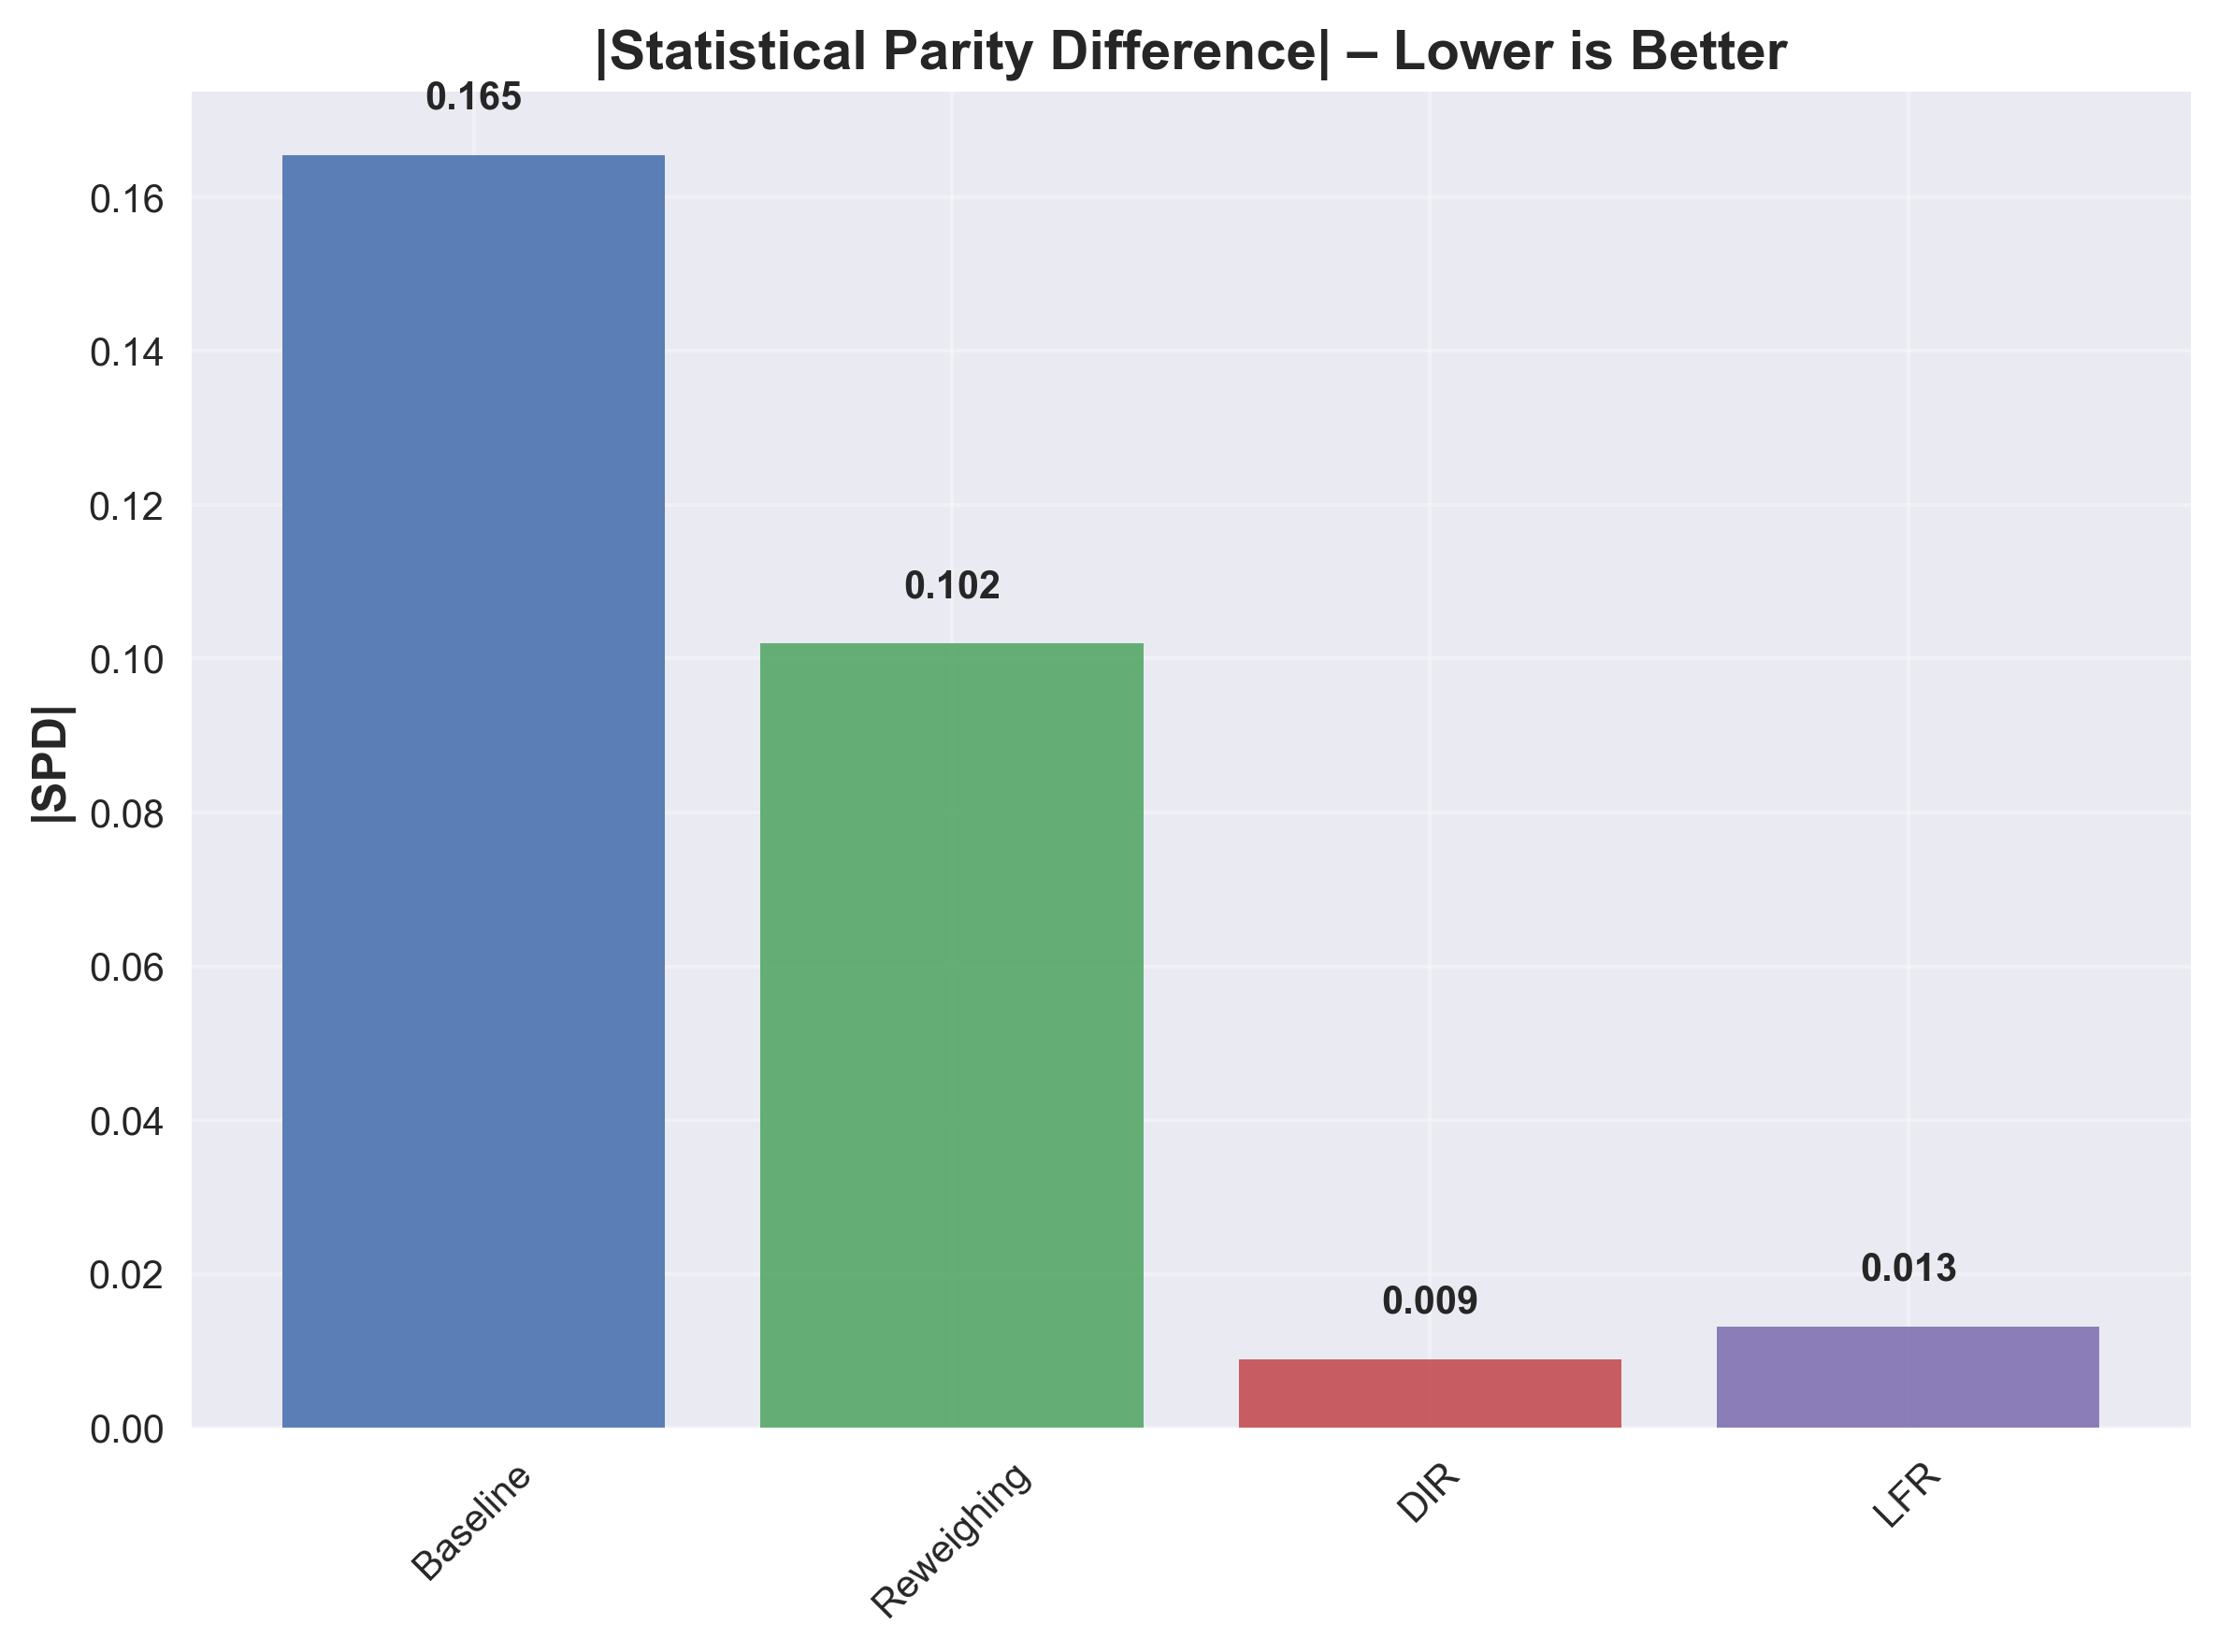 |Statistical Parity Difference| – Lower is Better
|SPD|
0.16
0.14
0.12
0.10
0.08
0.06
0.04
0.02
0.00
0.165
0.102
0.009
0.013
Baseline
Reweighing
DIR
LFR